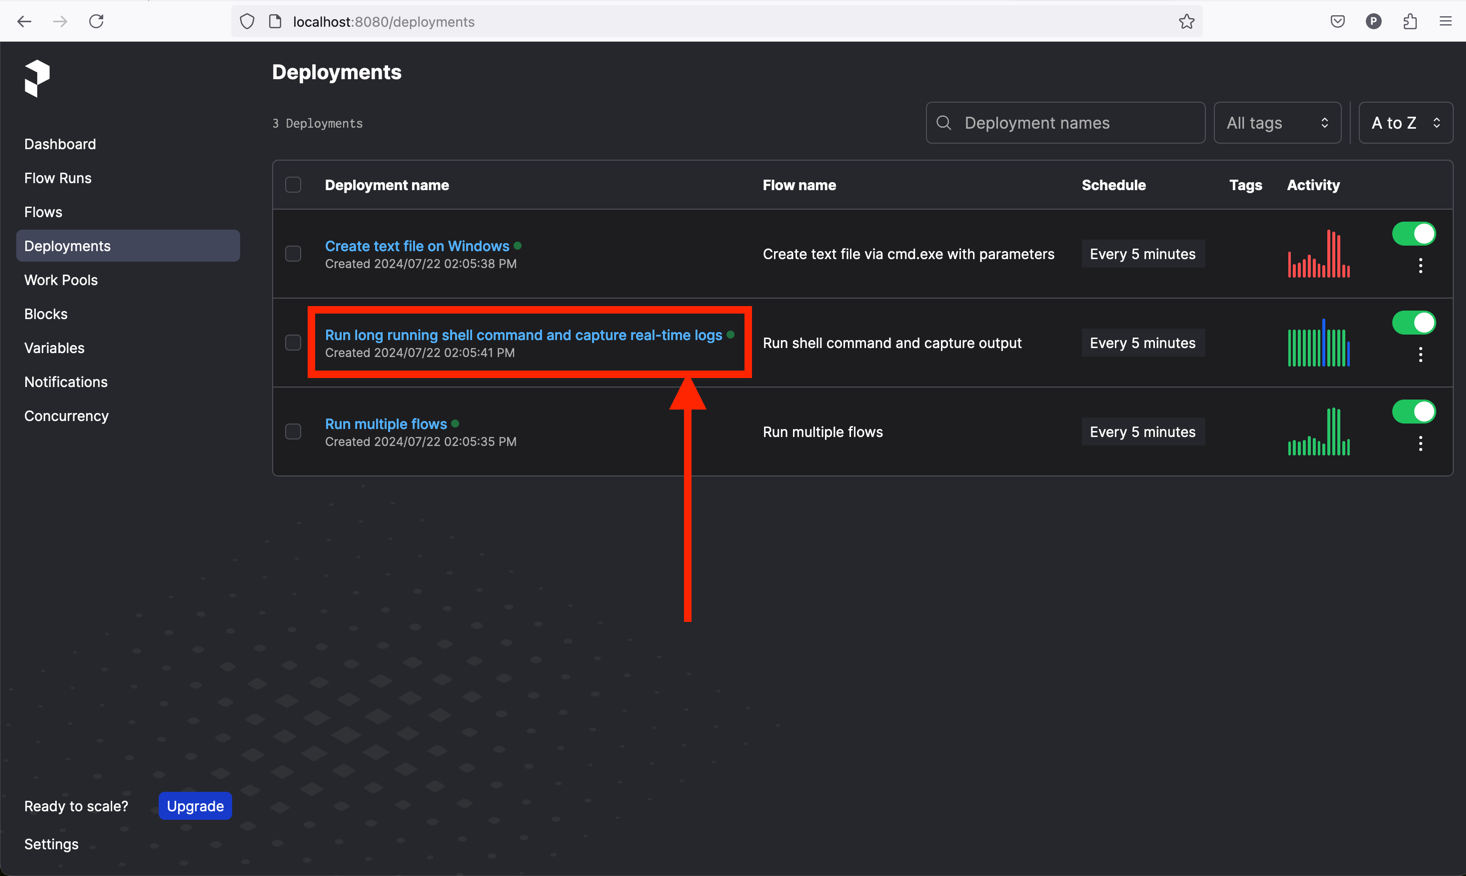 localhost:8080/deployments
P
Deployments
3 Deployments
Deployment names
All tags
A to Z
Dashboard
Flow Runs
Flows
Deployments
Work Pools
Blocks
Variables
Notifications
Concurrency
Deployment name Flow name Schedule Tags Activity
Create text file on Windows
Created 2024/07/22 02:05:38 PM
Create text file via cmd.exe with parameters
Every 5 minutes
Run long running shell command and capture real-time logs
Created 2024/07/22 02:05:41 PM
Run shell command and capture output
Every 5 minutes
Run multiple flows
Created 2024/07/22 02:05:35 PM
Run multiple flows
Every 5 minutes
Ready to scale? Upgrade
Settings